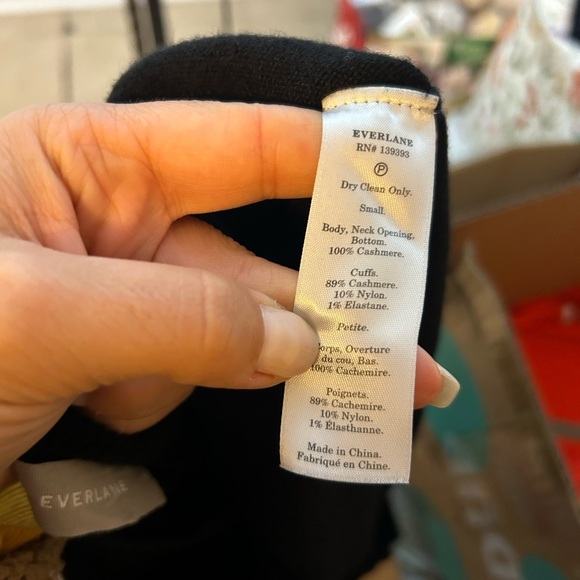 EVERLANE
RN# 139393
P
Dry Clean Only.
Small.
Body, Neck Opening,
Bottom.
100% Cashmere.
Cuffs.
89% Cashmere.
10% Nylon.
1% Elastane.
Petite.
Corps, Overture
du cou, Bas.
100% Cachemire.
Poignets.
89% Cachemire.
10% Nylon.
1% Élasthanne.
Made in China.
Fabriqué en Chine.
EVERLANE